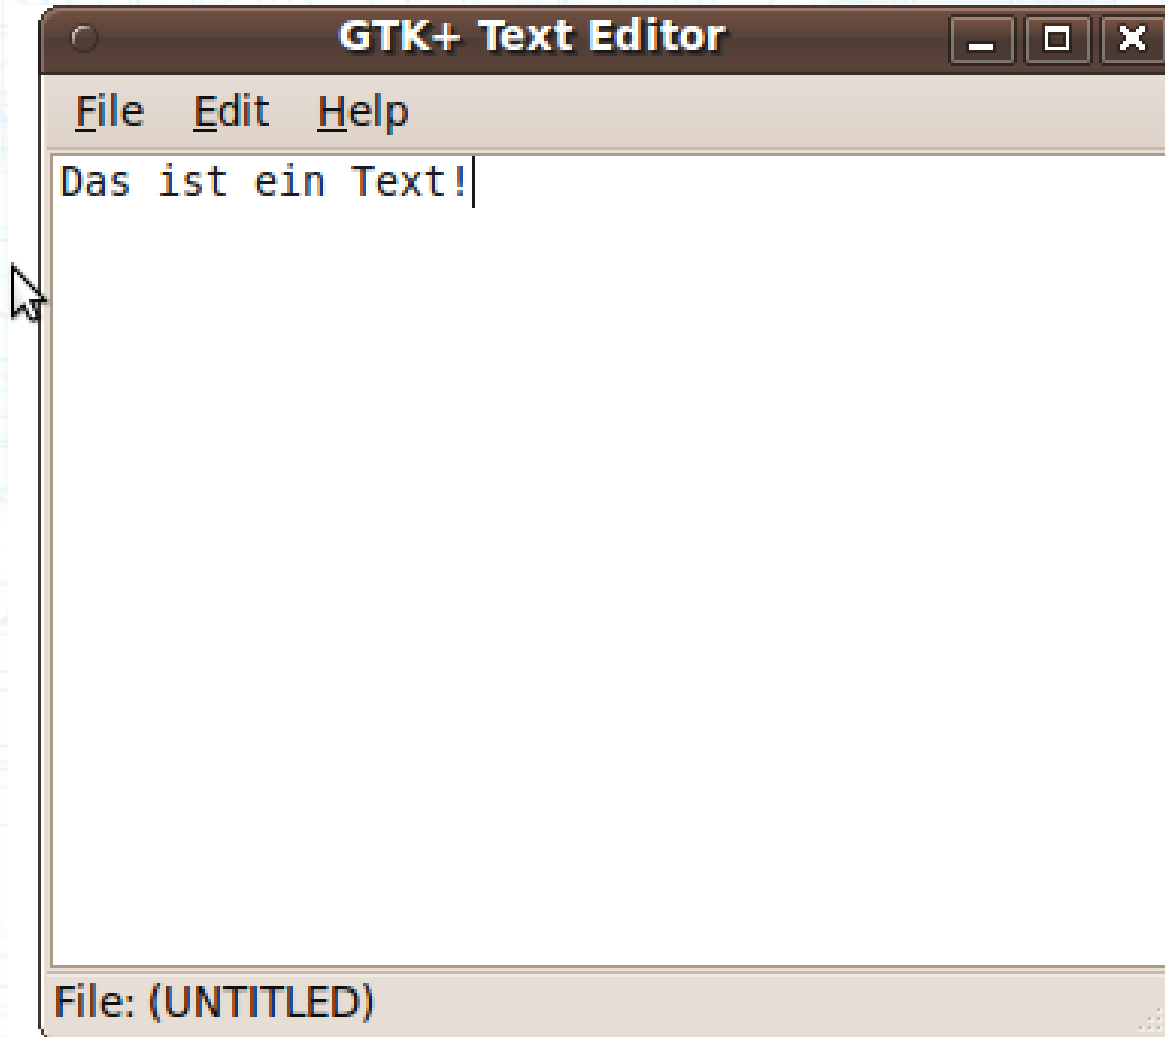 GTK+ Text Editor
File Edit Help
Das ist ein Text!
File: (UNTITLED)